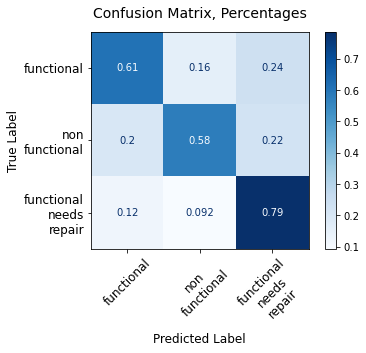 Confusion Matrix, Percentages
True Label
functional
0.61 0.16 0.24
non
functional
0.2 0.58 0.22
functional
needs
repair
0.12 0.092 0.79
functional
non
functional
functional
needs
repair
Predicted Label
0.7
0.6
0.5
0.4
0.3
0.2
0.1